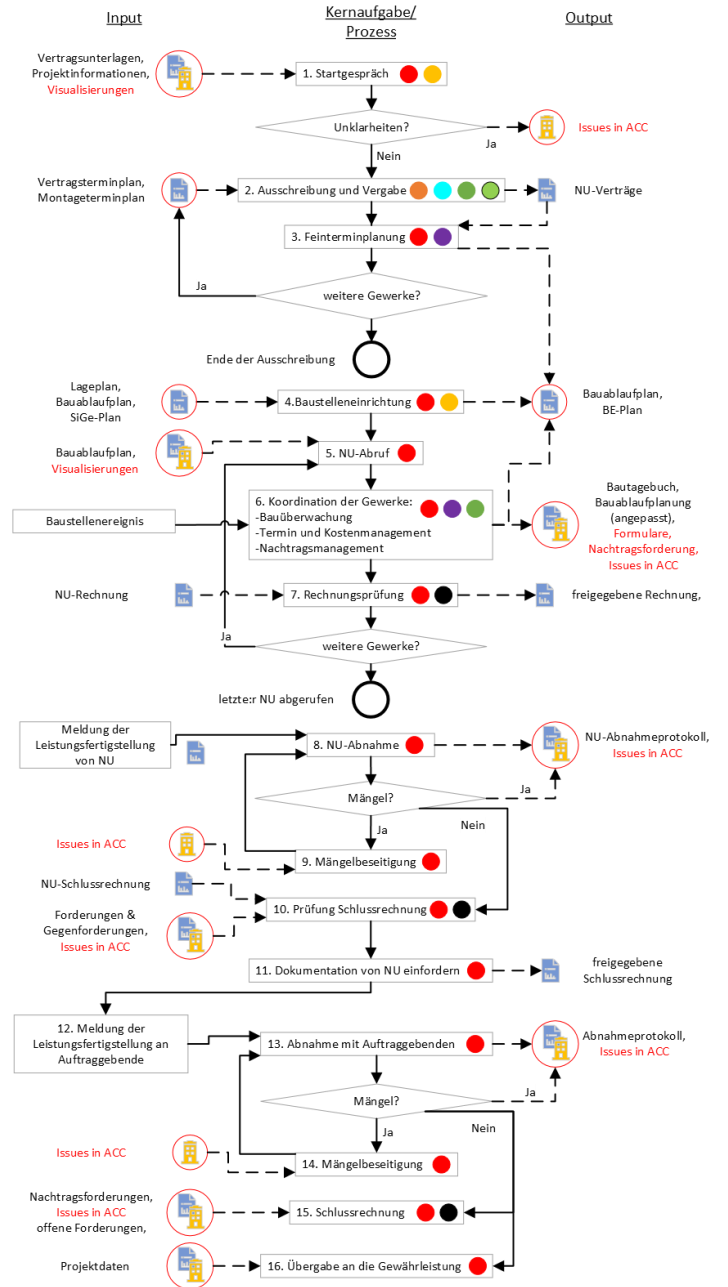 Input
Kernaufgabe/
Prozess
Output
Vertragsunterlagen,
Projektinformationen,
Visualisierungen
1. Startgespräch
Unklarheiten?
Ja
Issues in ACC
Nein
Vertragsterminplan,
Montageterminplan
2. Ausschreibung und Vergabe
NU-Verträge
3. Feinterminplanung
Ja
weitere Gewerke?
Ende der Ausschreibung
Lageplan,
Bauablaufplan,
SiGe-Plan
4.Baustelleneinrichtung
Bauablaufplan,
BE-Plan
Bauablaufplan,
Visualisierungen
5. NU-Abruf
Baustellenereignis
6. Koordination der Gewerke:
-Bauüberwachung
-Termin und Kostenmanagement
-Nachtragsmanagement
Bautagebuch,
Bauablaufplanung
(angepasst),
Formulare,
Nachtragsforderung,
Issues in ACC
NU-Rechnung
7. Rechnungsprüfung
freigegebene Rechnung,
Ja
weitere Gewerke?
letzte:r NU abgerufen
Meldung der
Leistungsfertigstellung
von NU
8. NU-Abnahme
NU-Abnahmeprotokoll,
Issues in ACC
Mängel?
Ja
Nein
Ja
Issues in ACC
9. Mängelbeseitigung
NU-Schlussrechnung
Forderungen &
Gegenforderungen,
Issues in ACC
10. Prüfung Schlussrechnung
11. Dokumentation von NU einfordern
freigegebene
Schlussrechnung
12. Meldung der
Leistungsfertigstellung an
Auftraggebende
13. Abnahme mit Auftraggebenden
Abnahmeprotokoll,
Issues in ACC
Mängel?
Ja
Nein
Ja
Issues in ACC
14. Mängelbeseitigung
Nachtragsforderungen,
Issues in ACC
offene Forderungen,
15. Schlussrechnung
Projektdaten
16. Übergabe an die Gewährleistung